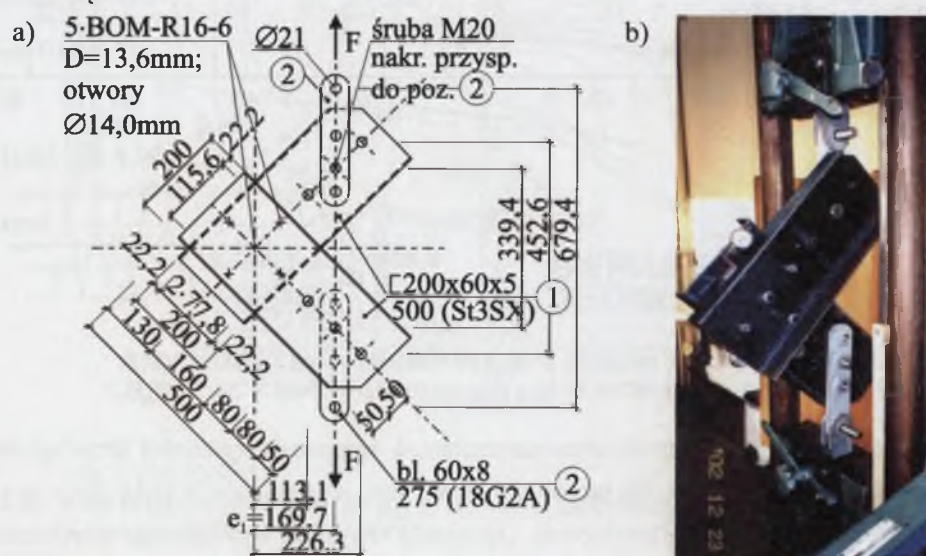 a)
5·BOM-R16-6
D=13,6mm;
otwory
Ø14,0mm
Ø21
2
F
śruba M20
nakr. przysp.
do poz. 2
b)
200
115,6
22,2
339,4
452,6
679,4
□200x60x5
500 (St3SX)
1
22,2
2·77,8
22,2
130
200
160
80
80
50
500
50
50
F
113,1
e₁=169,7
226,3
bl. 60x8
275 (18G2A)
2
'02 12 23